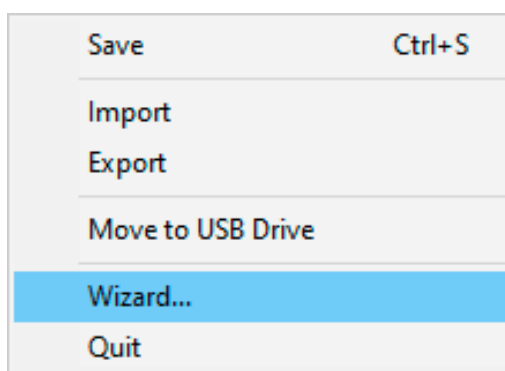 Save Ctrl+S
Import
Export
Move to USB Drive
Wizard...
Quit